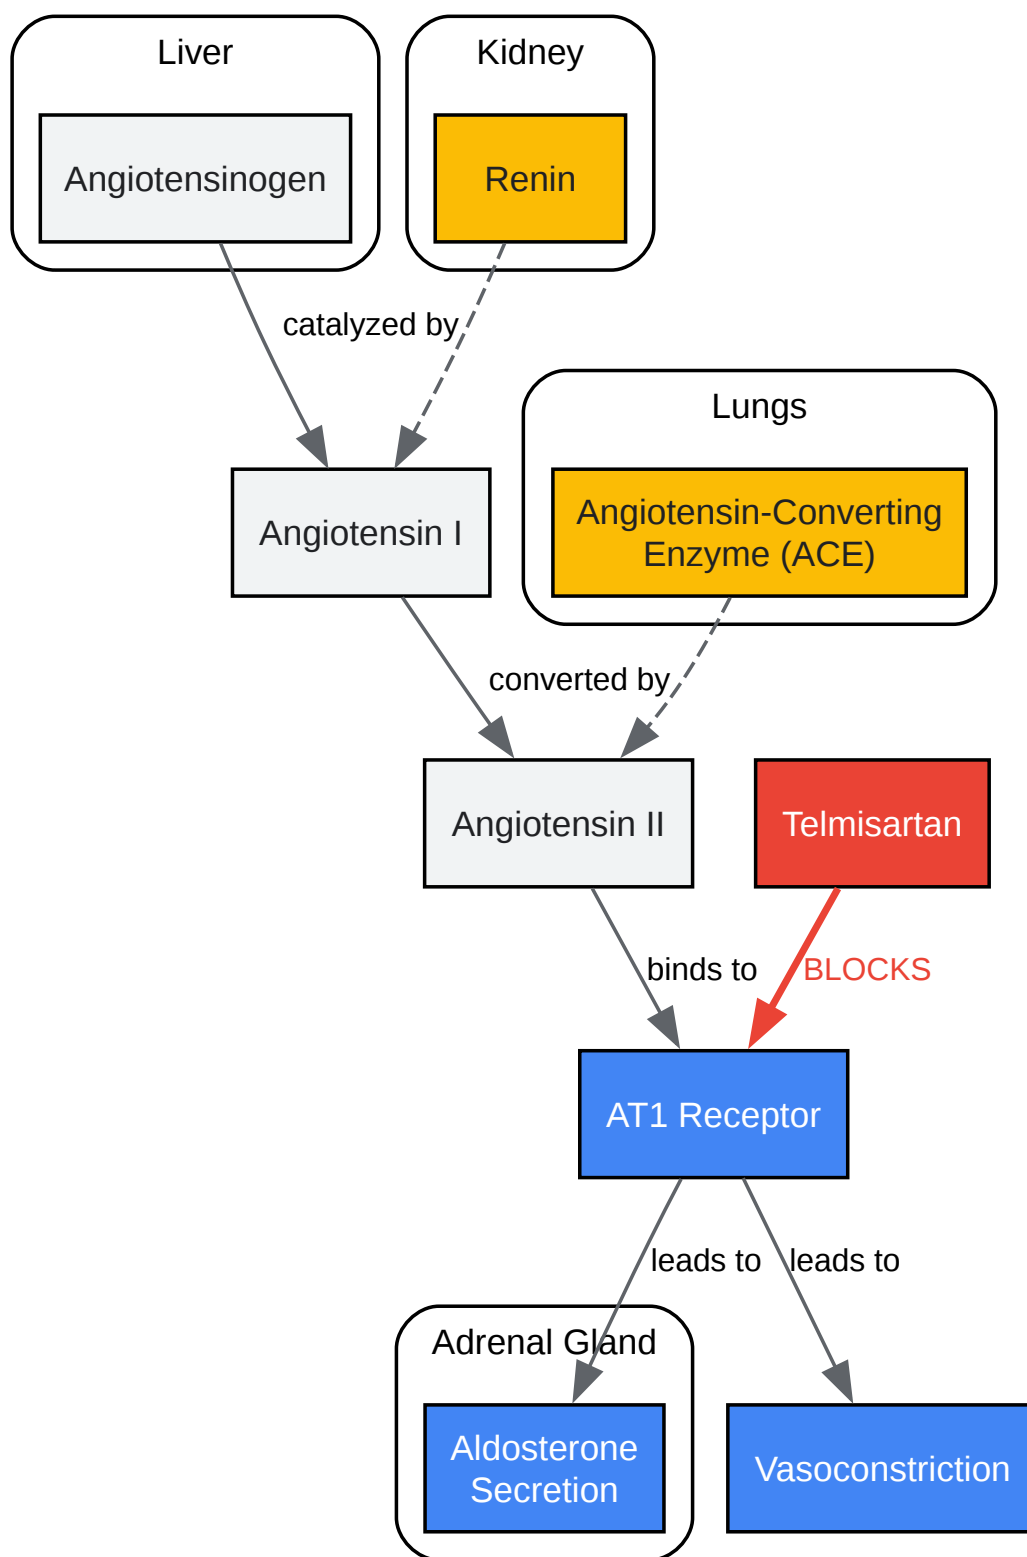 Liver
Kidney
Angiotensinogen
Renin
catalyzed by
Lungs
Angiotensin I
Angiotensin-Converting
Enzyme (ACE)
converted by
Angiotensin II
Telmisartan
binds to
BLOCKS
AT1 Receptor
leads to
leads to
Adrenal Gland
Aldosterone
Secretion
Vasoconstriction